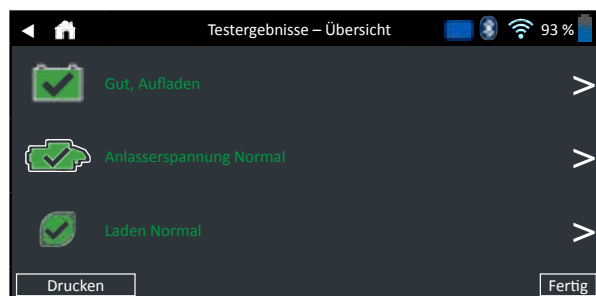 Testergebnisse – Übersicht 93 %
Gut, Aufladen
Anlasserspannung Normal
Laden Normal
Drucken Fertig